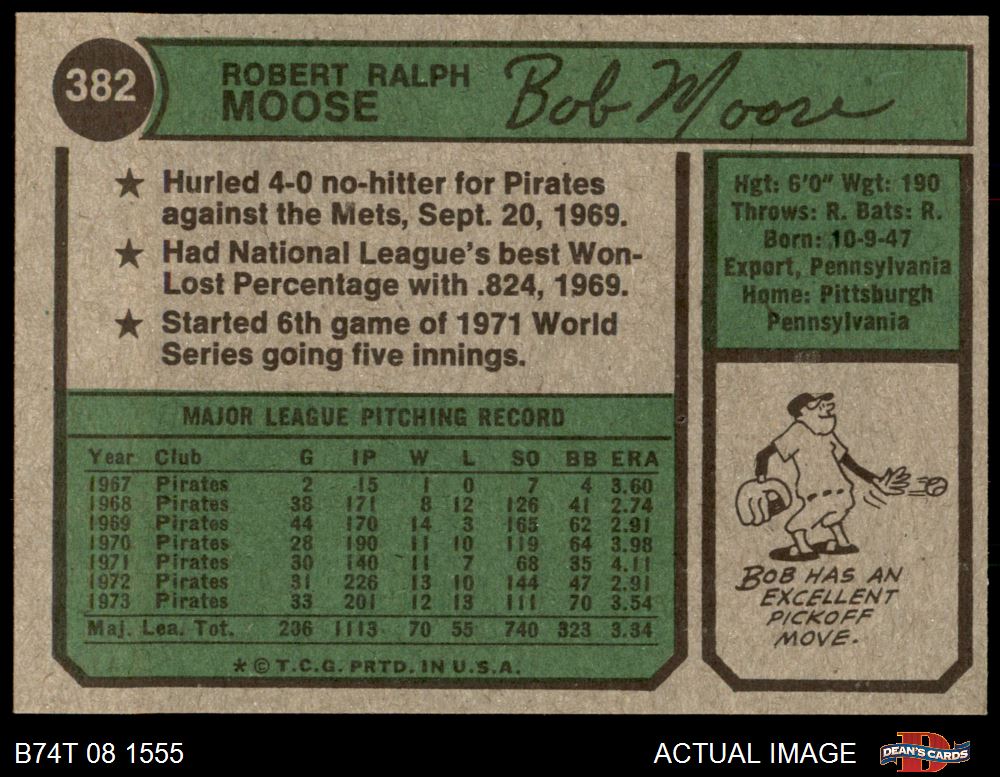 382
ROBERT RALPH
MOOSE
Bob Moose
★ Hurled 4-0 no-hitter for Pirates
against the Mets, Sept. 20, 1969.
★ Had National League's best Won-
Lost Percentage with .824, 1969.
★ Started 6th game of 1971 World
Series going five innings.
Hgt: 6'0" Wgt: 190
Throws: R. Bats: R.
Born: 10-9-47
Export, Pennsylvania
Home: Pittsburgh
Pennsylvania
MAJOR LEAGUE PITCHING RECORD
Year Club G IP W L SO BB ERA
1967 Pirates 2 15 1 0 7 4 3.60
1968 Pirates 38 171 8 12 126 41 2.74
1969 Pirates 44 170 14 3 165 62 2.91
1970 Pirates 28 190 11 10 119 64 3.98
1971 Pirates 30 140 11 7 68 35 4.11
1972 Pirates 31 226 13 10 144 47 2.91
1973 Pirates 33 201 12 13 111 70 3.54
Maj. Lea. Tot. 206 1113 70 55 740 323 3.34
* © T.C.G. PRTD. IN U.S.A.
BOB HAS AN
EXCELLENT
PICKOFF
MOVE.
B74T 08 1555
ACTUAL IMAGE
DEAN'S CARDS